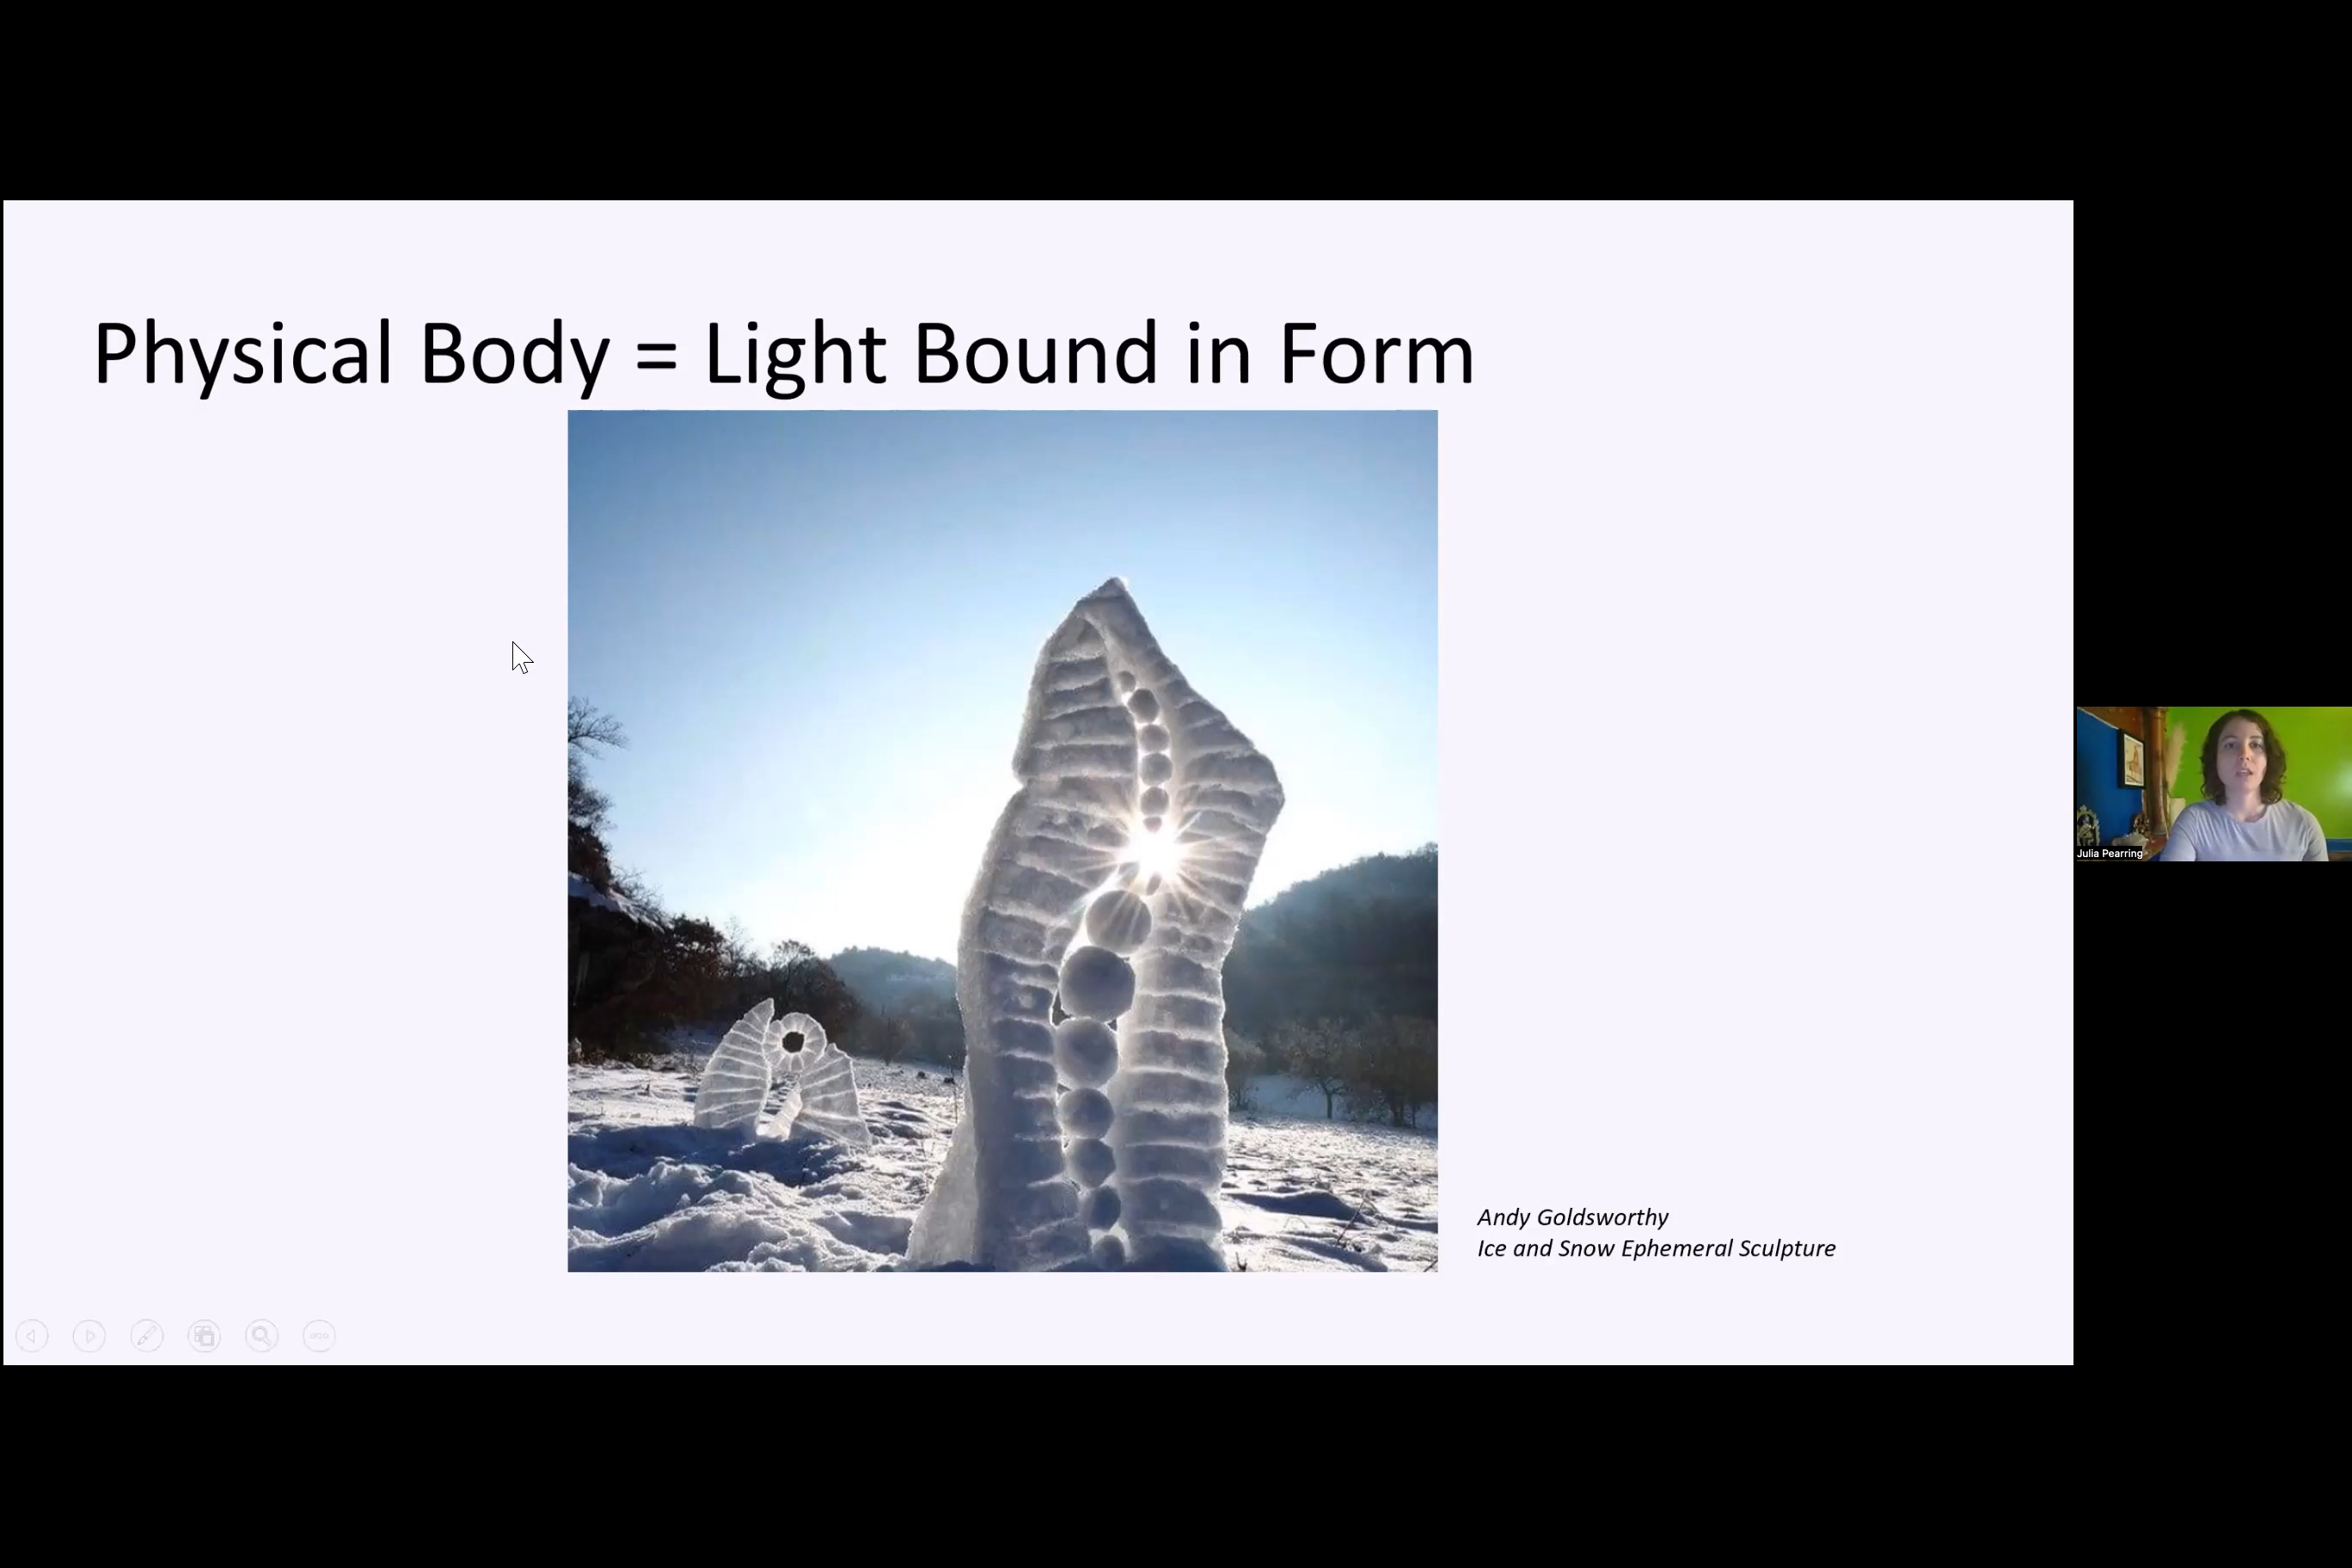 Physical Body = Light Bound in Form
Andy Goldsworthy
Ice and Snow Ephemeral Sculpture
Julia Pearring